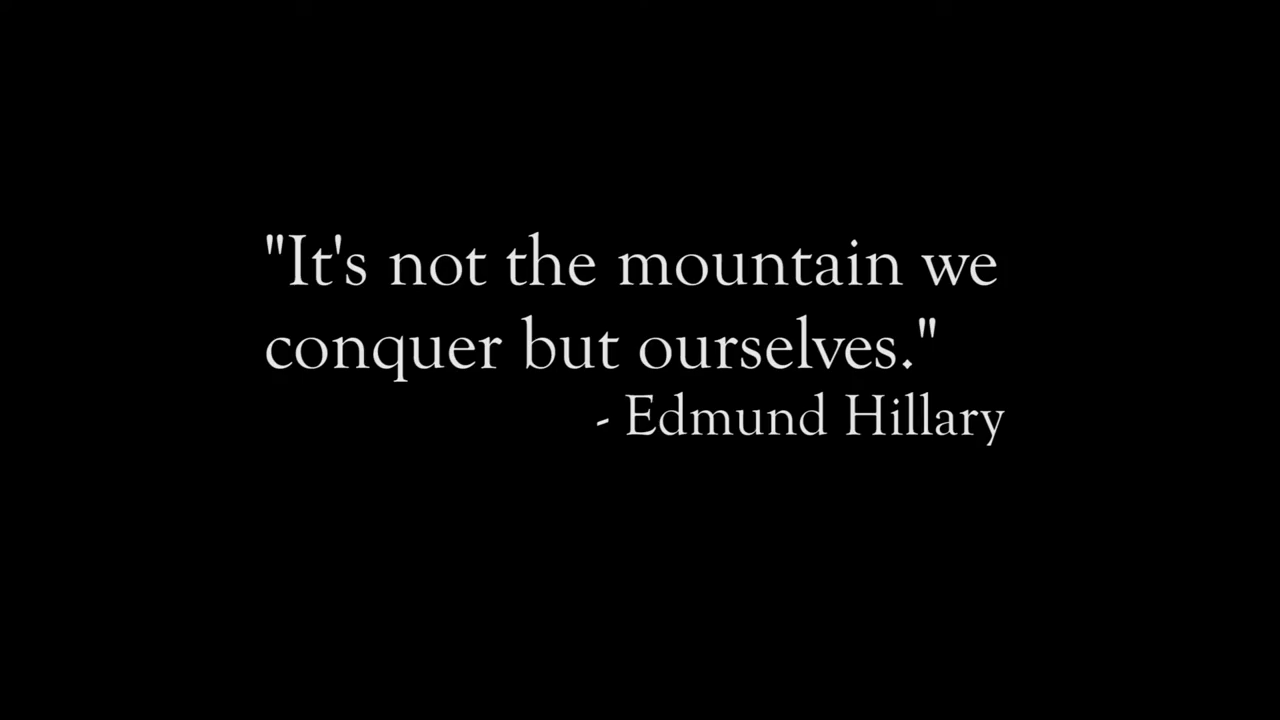 "It's not the mountain we
conquer but ourselves."
- Edmund Hillary